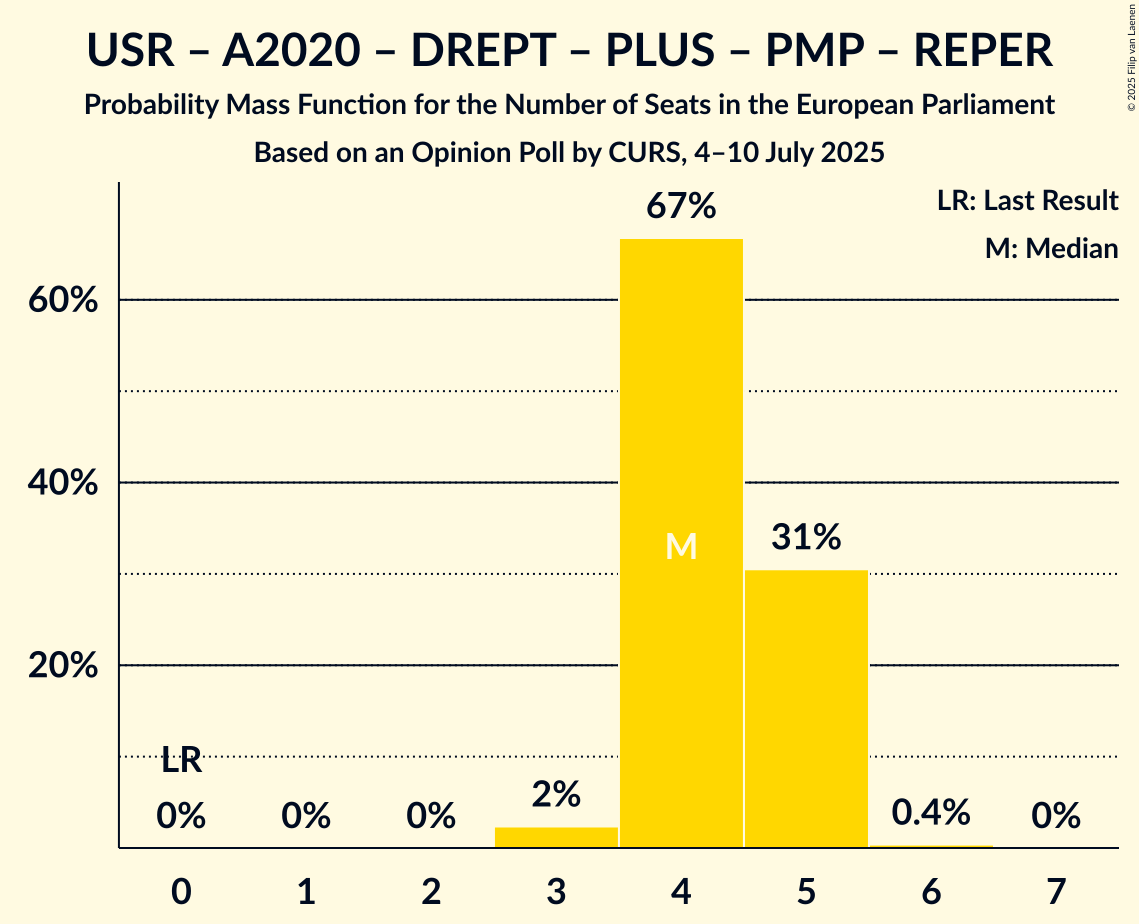 USR – A2020 – DREPT – PLUS – PMP – REPER
Probability Mass Function for the Number of Seats in the European Parliament
Based on an Opinion Poll by CURS, 4–10 July 2025
© 2025 Filip van Laenen
LR: Last Result
M: Median
60%
40%
20%
LR
0%
0%
0%
2%
67%
M
31%
0.4%
0%
0
1
2
3
4
5
6
7